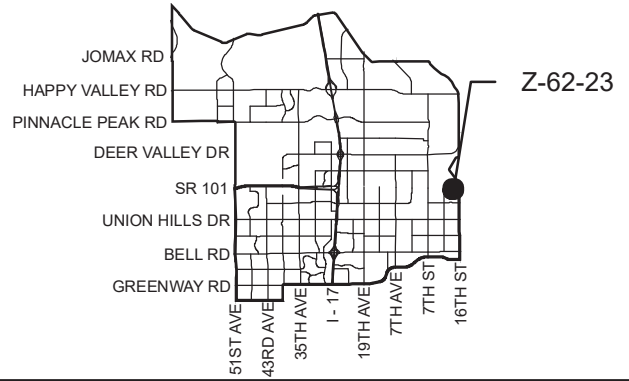 JOMAX RD
HAPPY VALLEY RD
PINNACLE PEAK RD
DEER VALLEY DR
SR 101
UNION HILLS DR
BELL RD
GREENWAY RD
Z-62-23
51ST AVE
43RD AVE
35TH AVE
I - 17
19TH AVE
7TH AVE
7TH ST
16TH ST